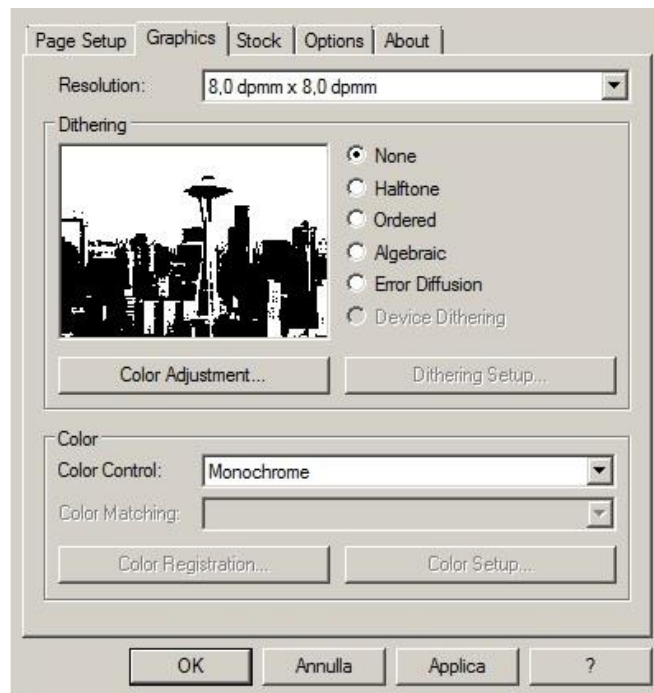 Page Setup Graphics Stock Options About
Resolution: 8,0 dpmm x 8,0 dpmm
Dithering
None
Halftone
Ordered
Algebraic
Error Diffusion
Device Dithering
Color Adjustment... Dithering Setup...
Color
Color Control: Monochrome
Color Matching:
Color Registration... Color Setup...
OK Annulla Applica ?